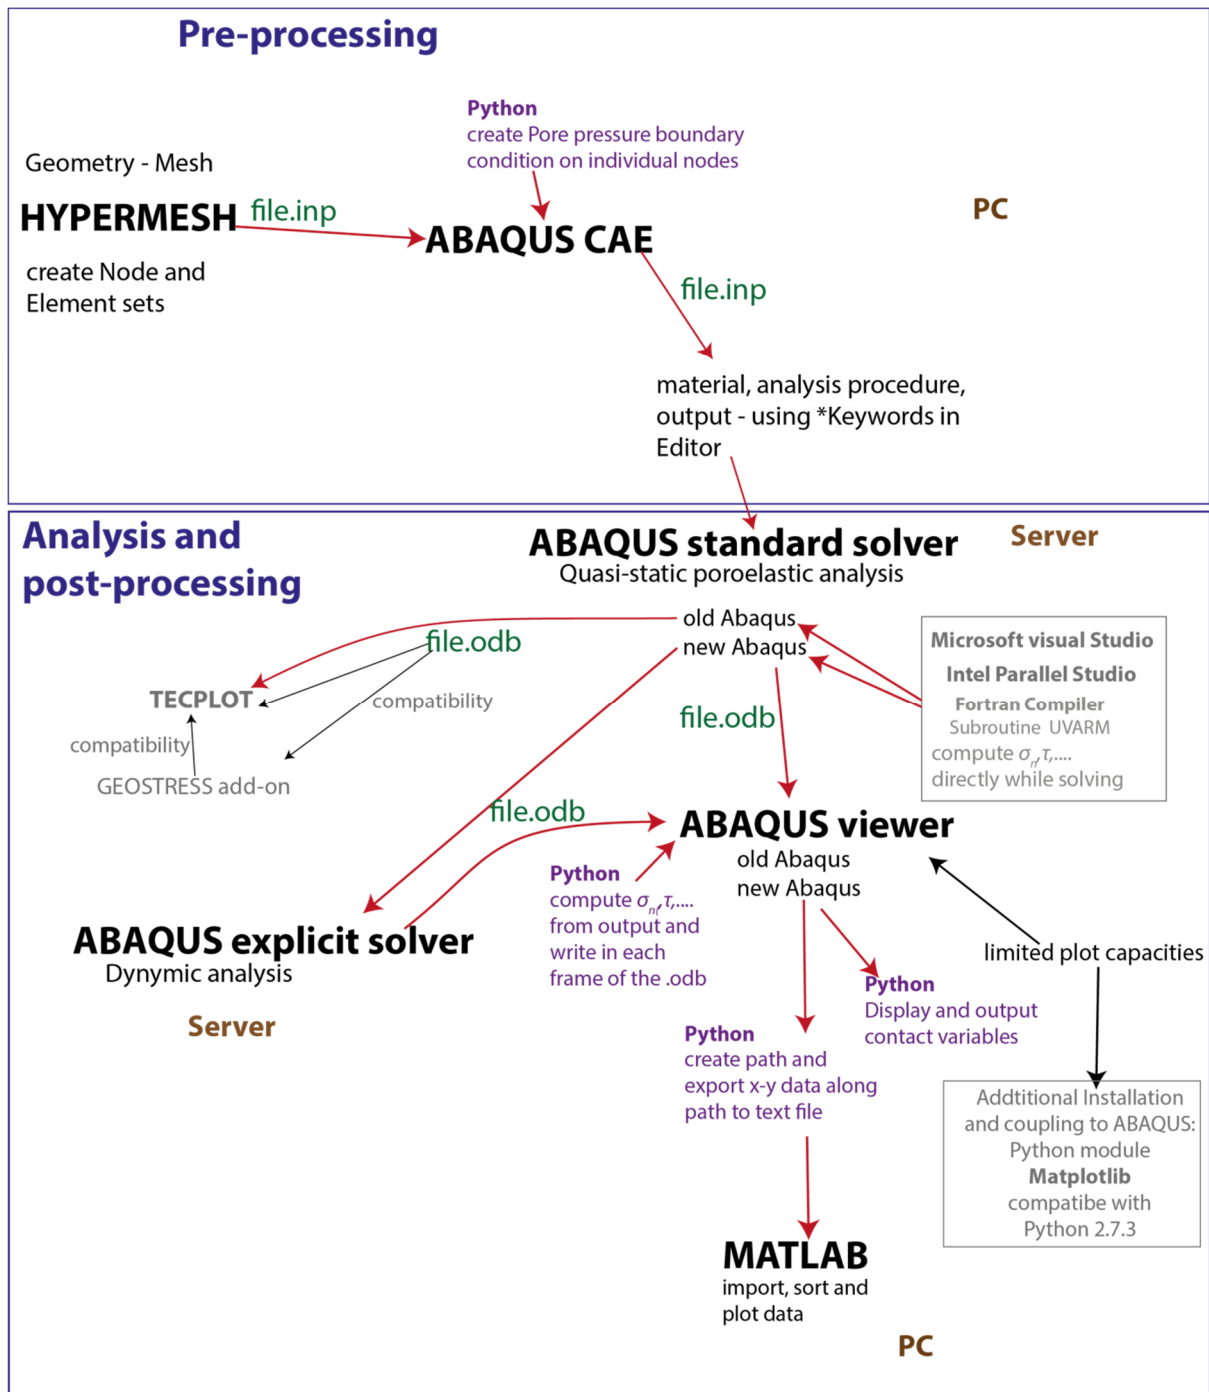 Pre-processing
Python
create Pore pressure boundary
condition on individual nodes
Geometry - Mesh
HYPERMESH
file.inp
ABAQUS CAE
PC
create Node and
Element sets
file.inp
material, analysis procedure,
output - using *Keywords in
Editor
Analysis and
post-processing
ABAQUS standard solver
Server
Quasi-static poroelastic analysis
old Abaqus
new Abaqus
file.odb
Microsoft visual Studio
Intel Parallel Studio
Fortran Compiler
Subroutine UVARM
compute σn,τ,....
directly while solving
TECPLOT
compatibility
compatibility
GEOSTRESS add-on
file.odb
file.odb
ABAQUS viewer
old Abaqus
new Abaqus
Python
compute σn,τ,....
from output and
write in each
frame of the .odb
ABAQUS explicit solver
Dynymic analysis
Server
limited plot capacities
Python
Display and output
contact variables
Python
create path and
export x-y data along
path to text file
Addtitional Installation
and coupling to ABAQUS:
Python module
Matplotlib
compatibe with
Python 2.7.3
MATLAB
import, sort and
plot data
PC